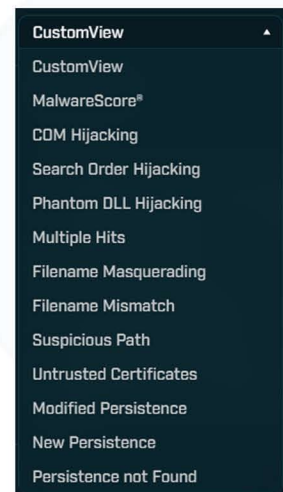 CustomView
CustomView
MalwareScore®
COM Hijacking
Search Order Hijacking
Phantom DLL Hijacking
Multiple Hits
Filename Masquerading
Filename Mismatch
Suspicious Path
Untrusted Certificates
Modified Persistence
New Persistence
Persistence not Found